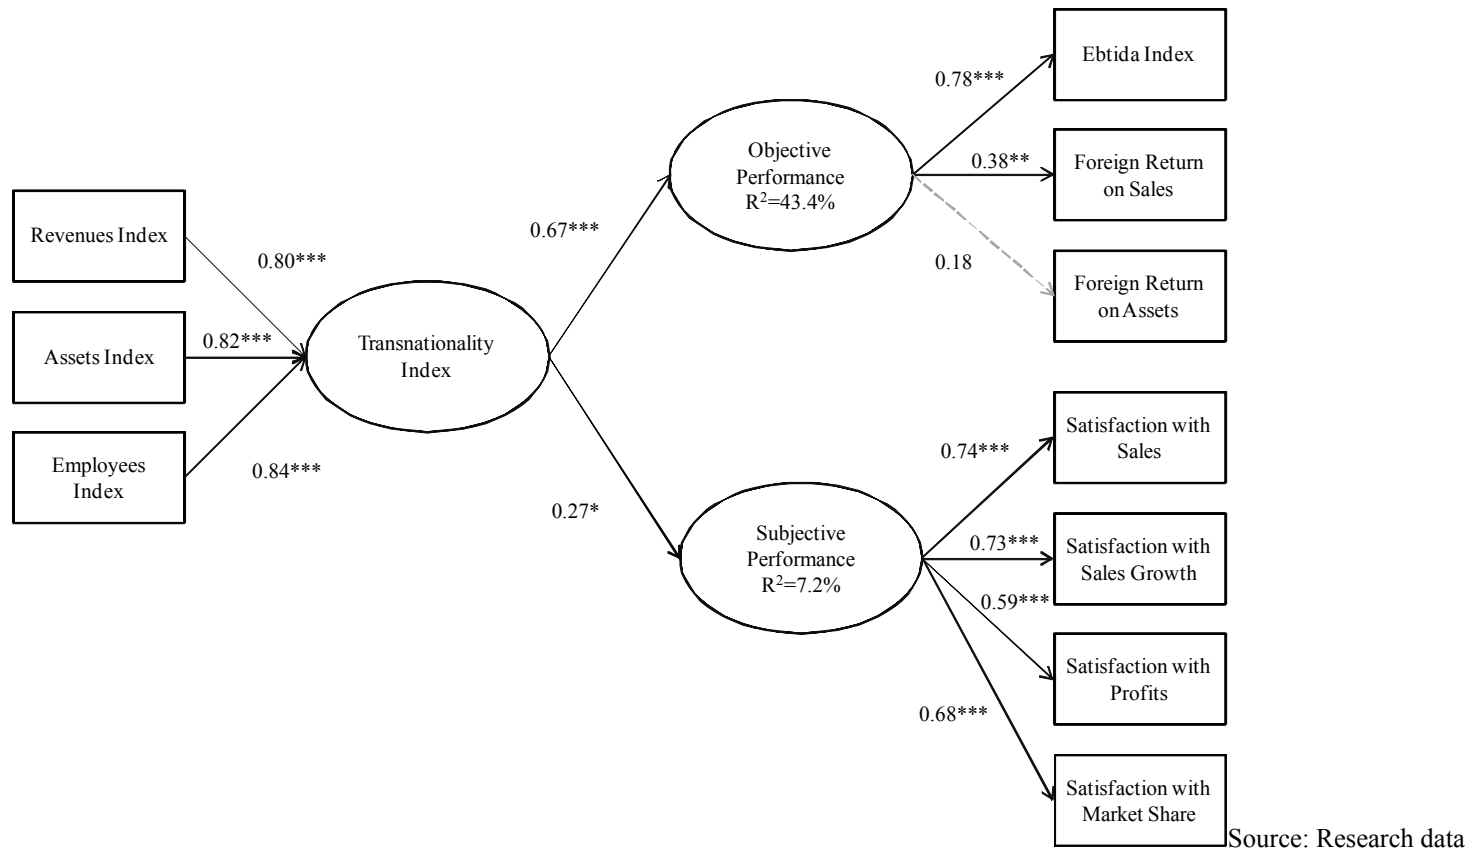 Revenues Index
Assets Index
Employees
Index
0.80***
0.82***
0.84***
Transnationality
Index
0.67***
0.27*
Objective
Performance
R²=43.4%
0.78***
0.38**
0.18
Ebtida Index
Foreign Return
on Sales
Foreign Return
on Assets
Subjective
Performance
R²=7.2%
0.74***
0.73***
0.59***
0.68***
Satisfaction with
Sales
Satisfaction with
Sales Growth
Satisfaction with
Profits
Satisfaction with
Market Share
Source: Research data